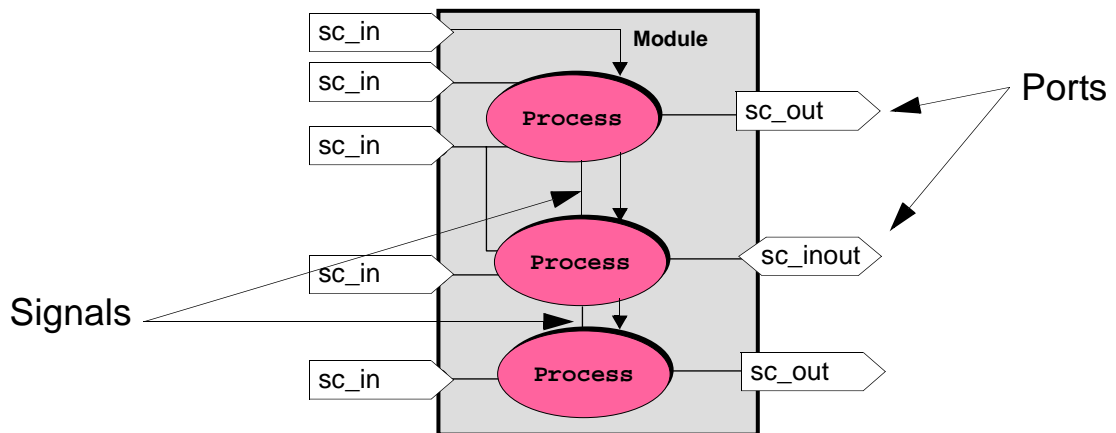 sc_in
Module
sc_in
Ports
Process
sc_out
sc_in
Process
sc_inout
sc_in
Signals
Process
sc_out
sc_in